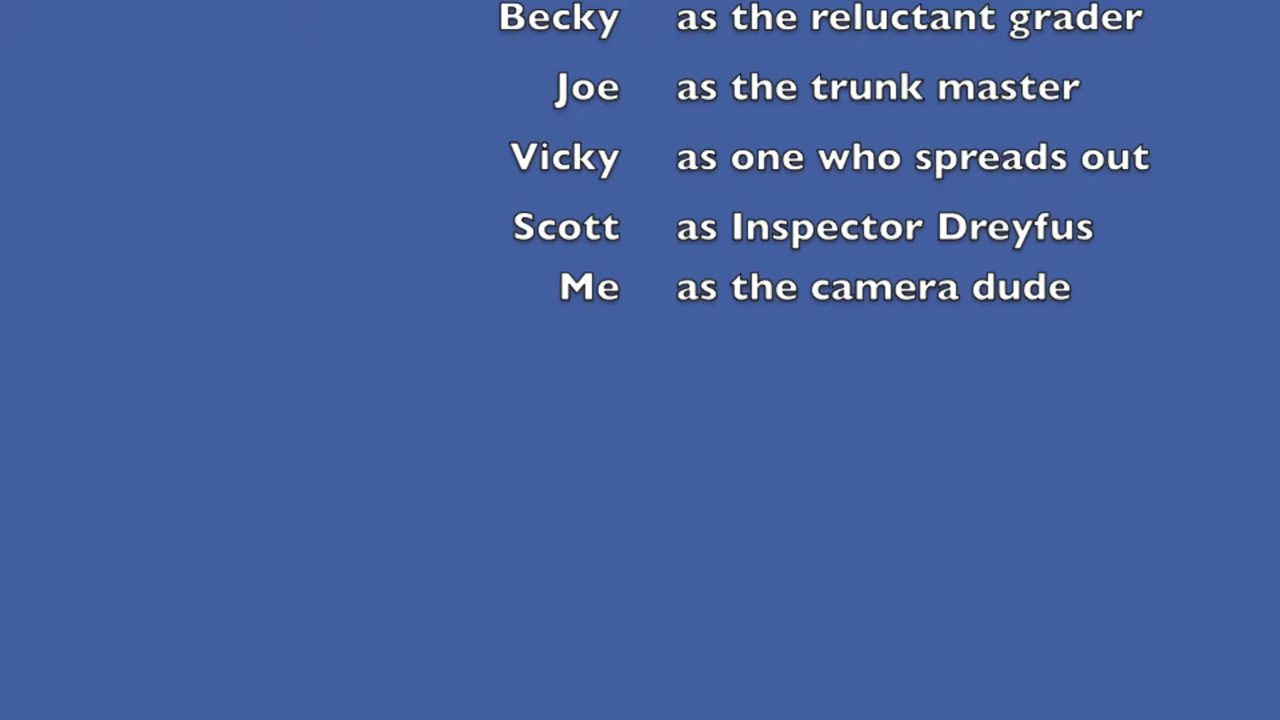 Becky as the reluctant grader
Joe as the trunk master
Vicky as one who spreads out
Scott as Inspector Dreyfus
Me as the camera dude